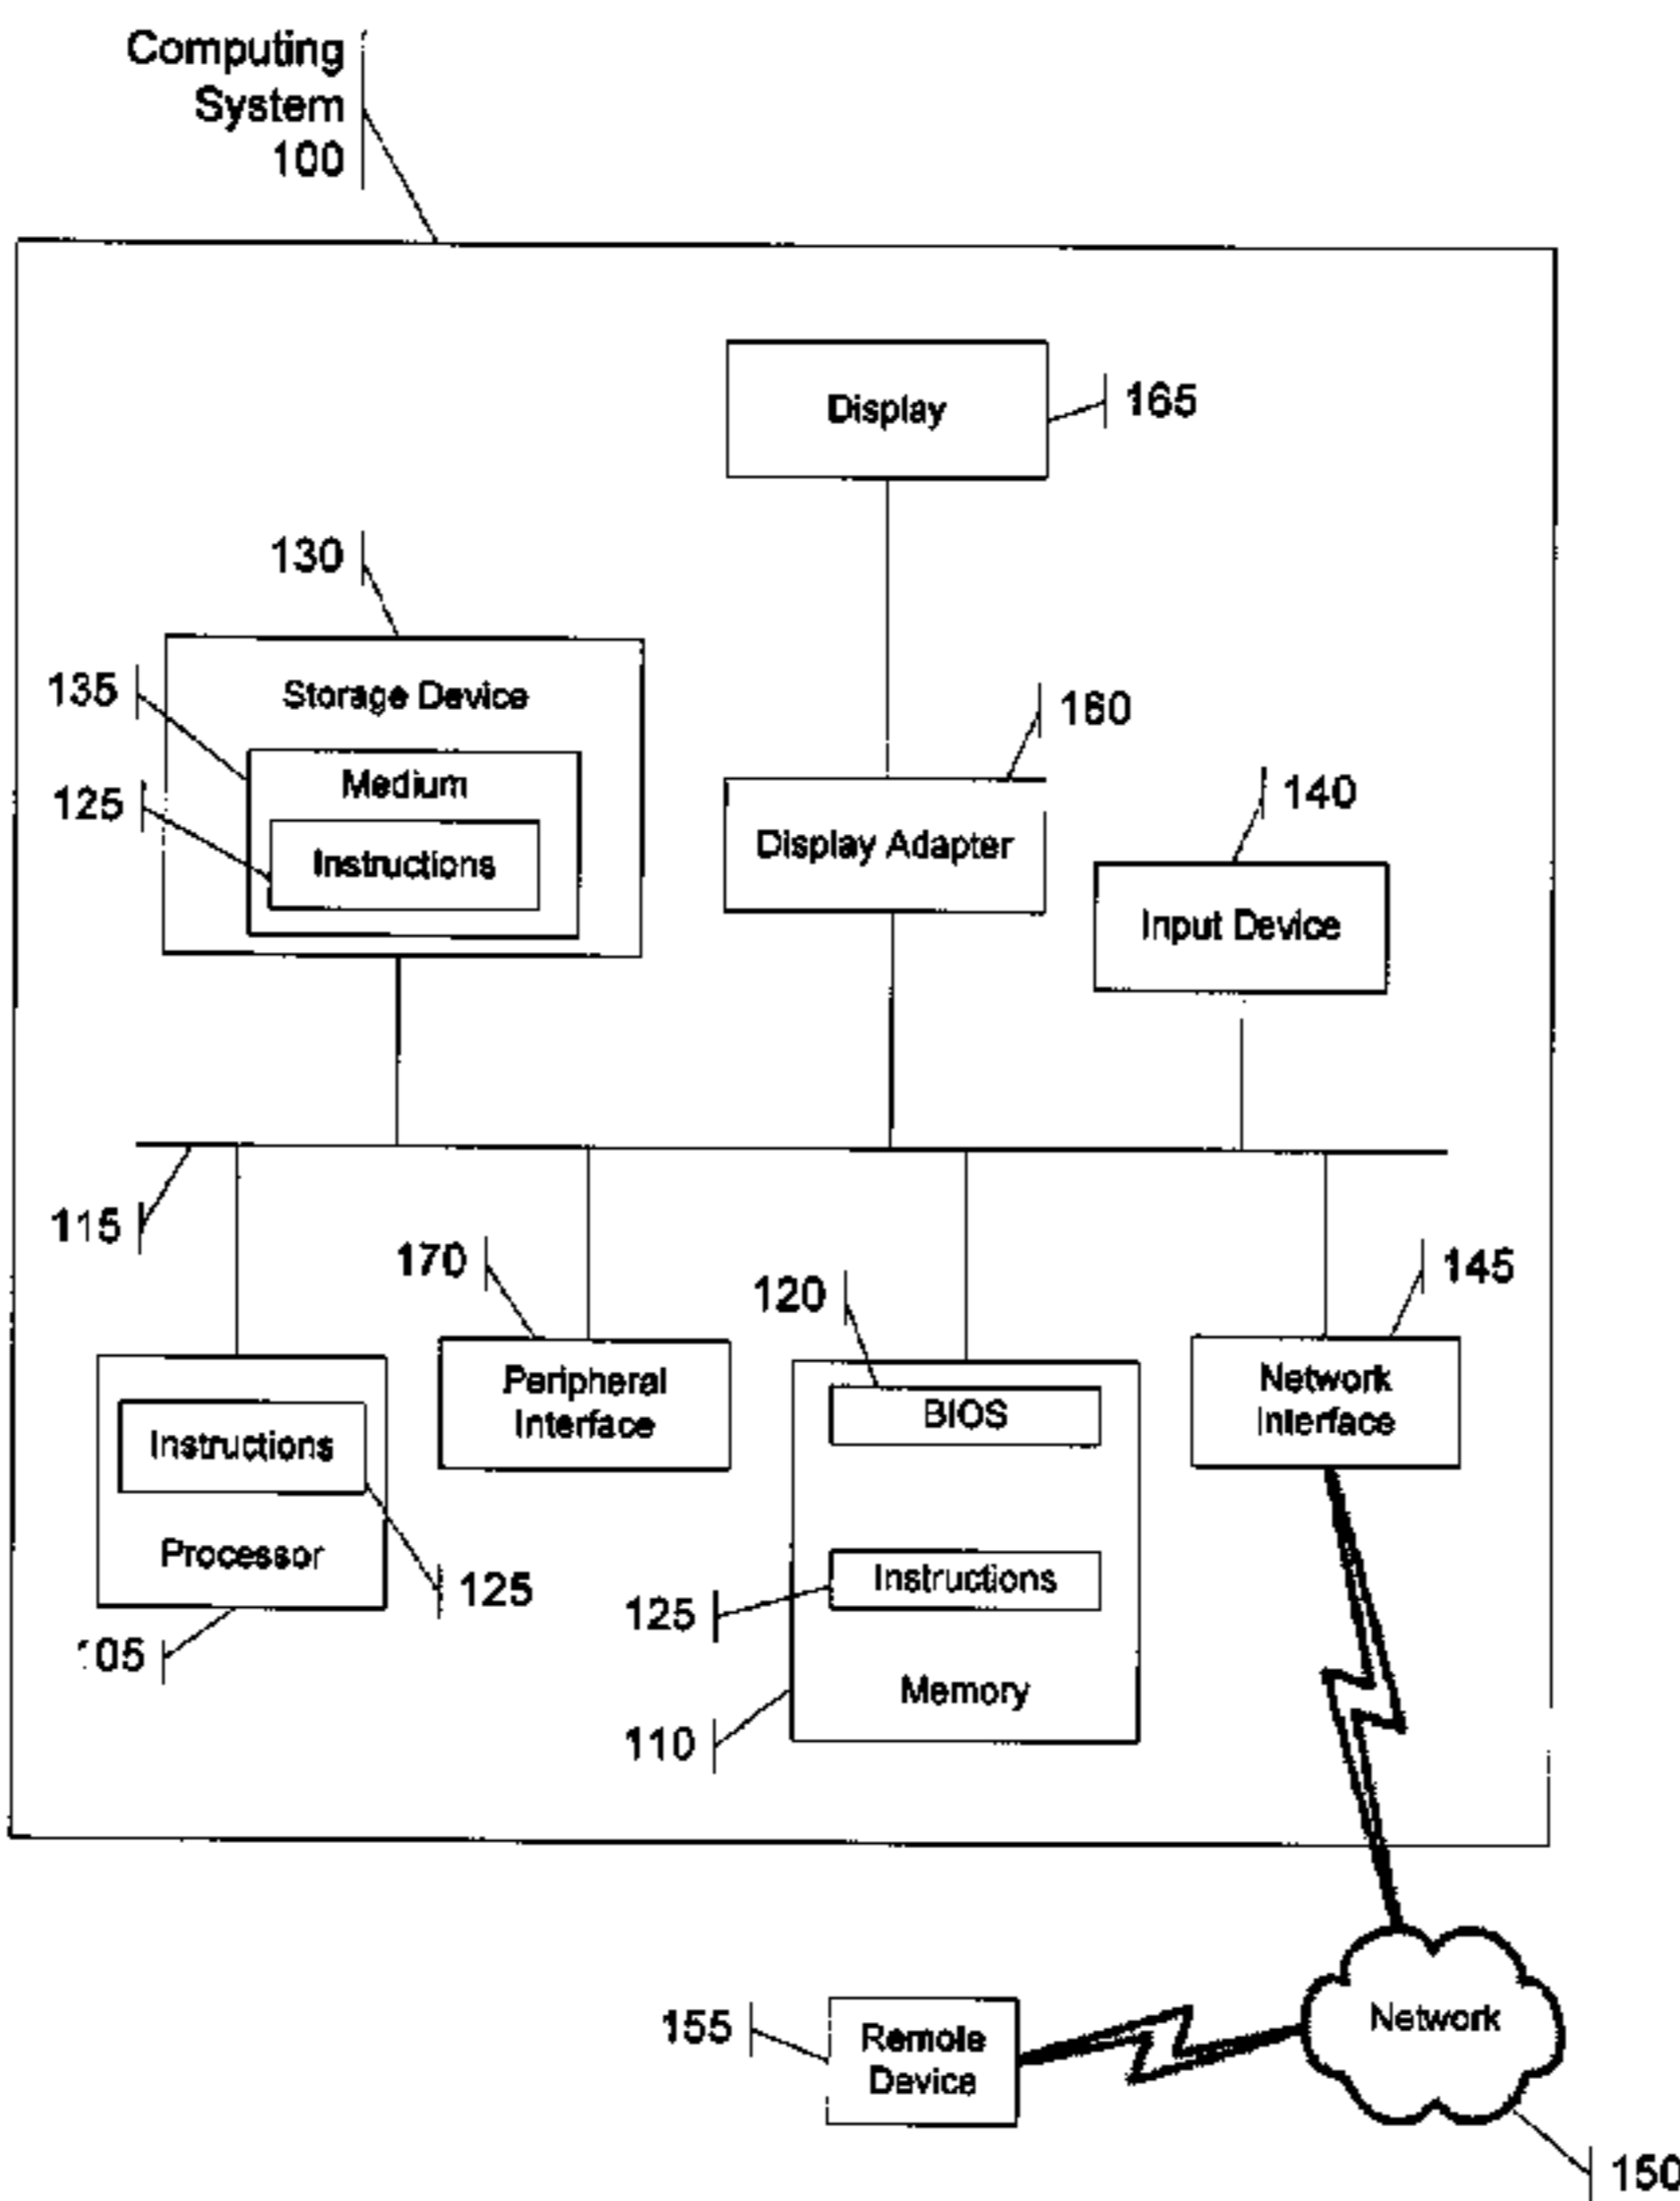 Computing
System
100
Display
165
130
Storage Device
135
Medium
125
Instructions
160
Display Adapter
140
Input Device
115
170
120
145
Peripheral
Interface
BIOS
Network
Interface
Instructions
Processor
125
105
Instructions
125
Memory
110
Network
155
Remote
Device
150